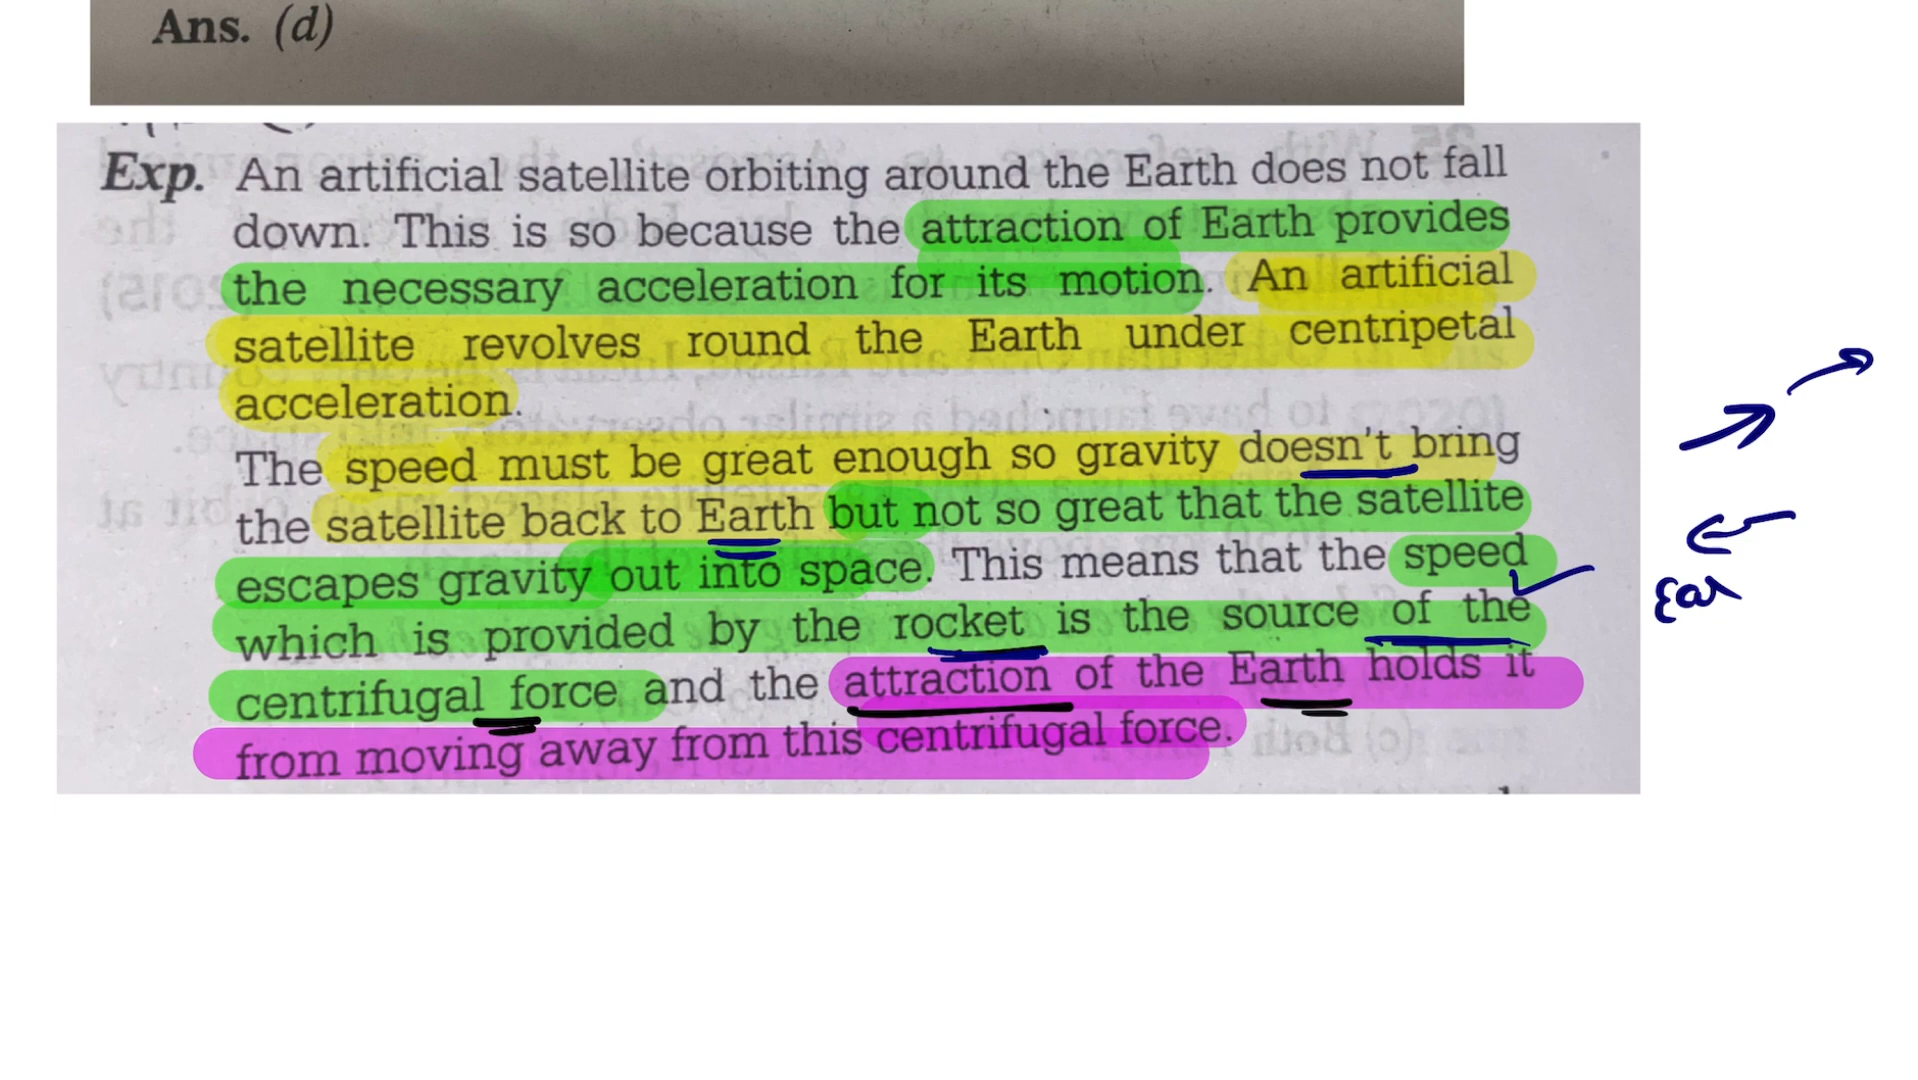 Ans. (d)
Exp. An artificial satellite orbiting around the Earth does not fall
down. This is so because the attraction of Earth provides
the necessary acceleration for its motion. An artificial
satellite revolves round the Earth under centripetal
acceleration.
The speed must be great enough so gravity doesn't bring
the satellite back to Earth but not so great that the satellite
escapes gravity out into space. This means that the speed
which is provided by the rocket is the source of the
centrifugal force and the attraction of the Earth holds it
from moving away from this centrifugal force.
Ear